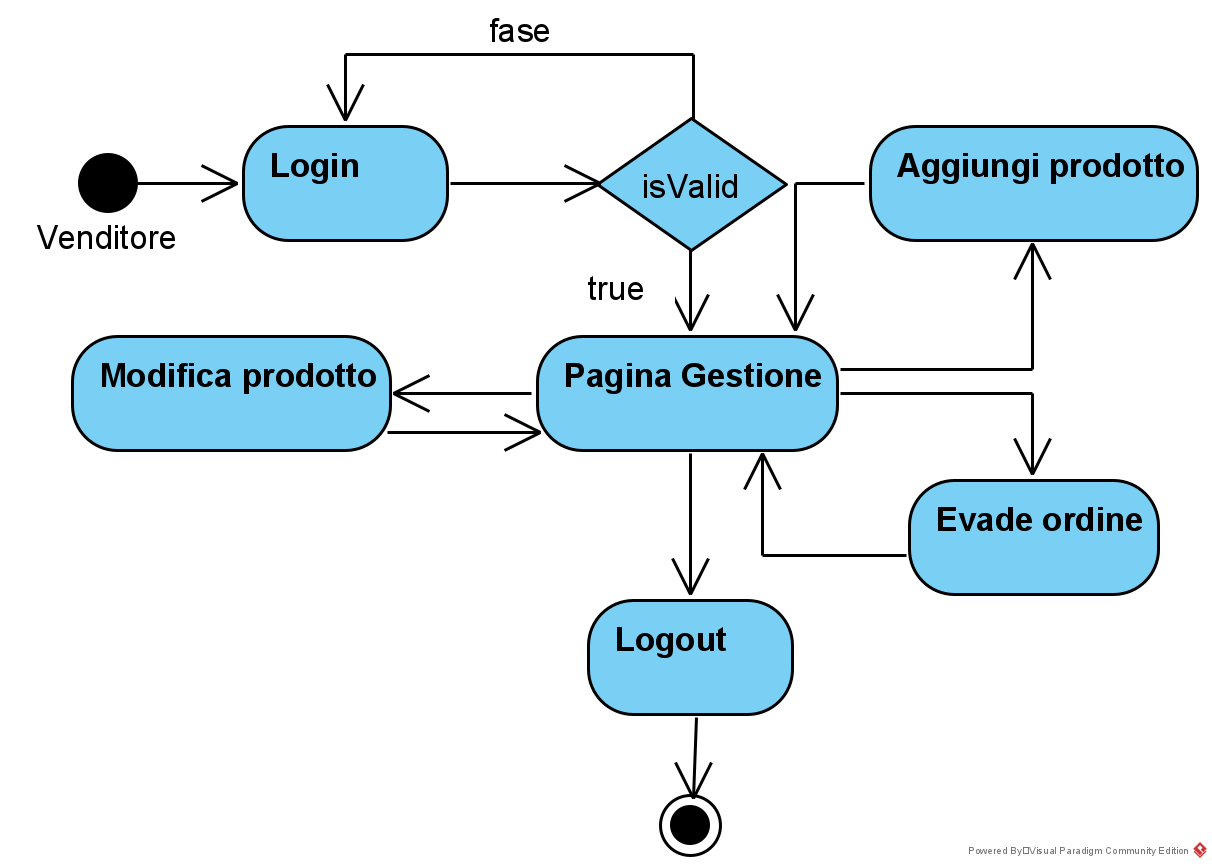 fase
Login
isValid
Aggiungi prodotto
Venditore
true
Modifica prodotto
Pagina Gestione
Evade ordine
Logout
Powered By□Visual Paradigm Community Edition